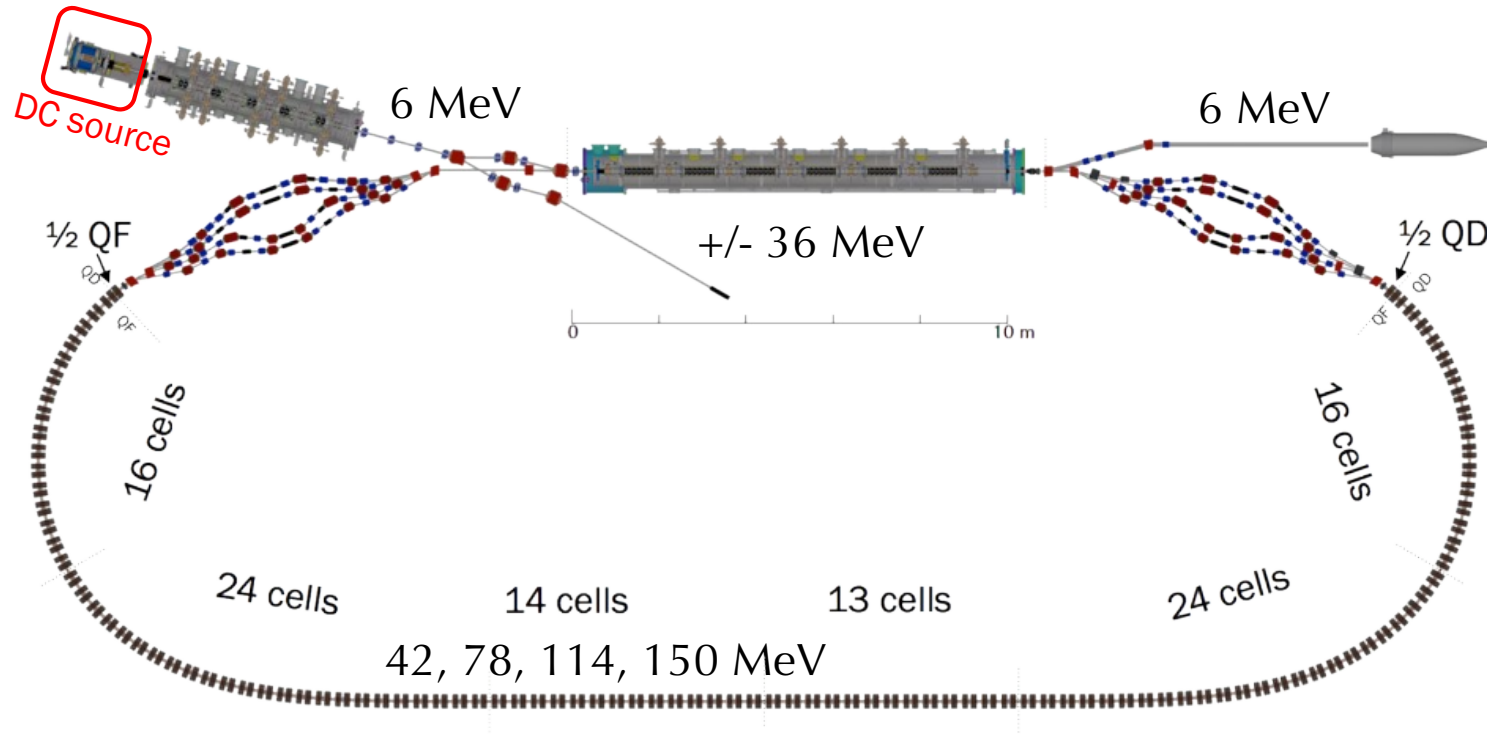 DC source
6 MeV
6 MeV
+/- 36 MeV
½ QF
½ QD
QD
QF
QD
QF
0
10 m
16 cells
16 cells
24 cells
14 cells
13 cells
24 cells
42, 78, 114, 150 MeV